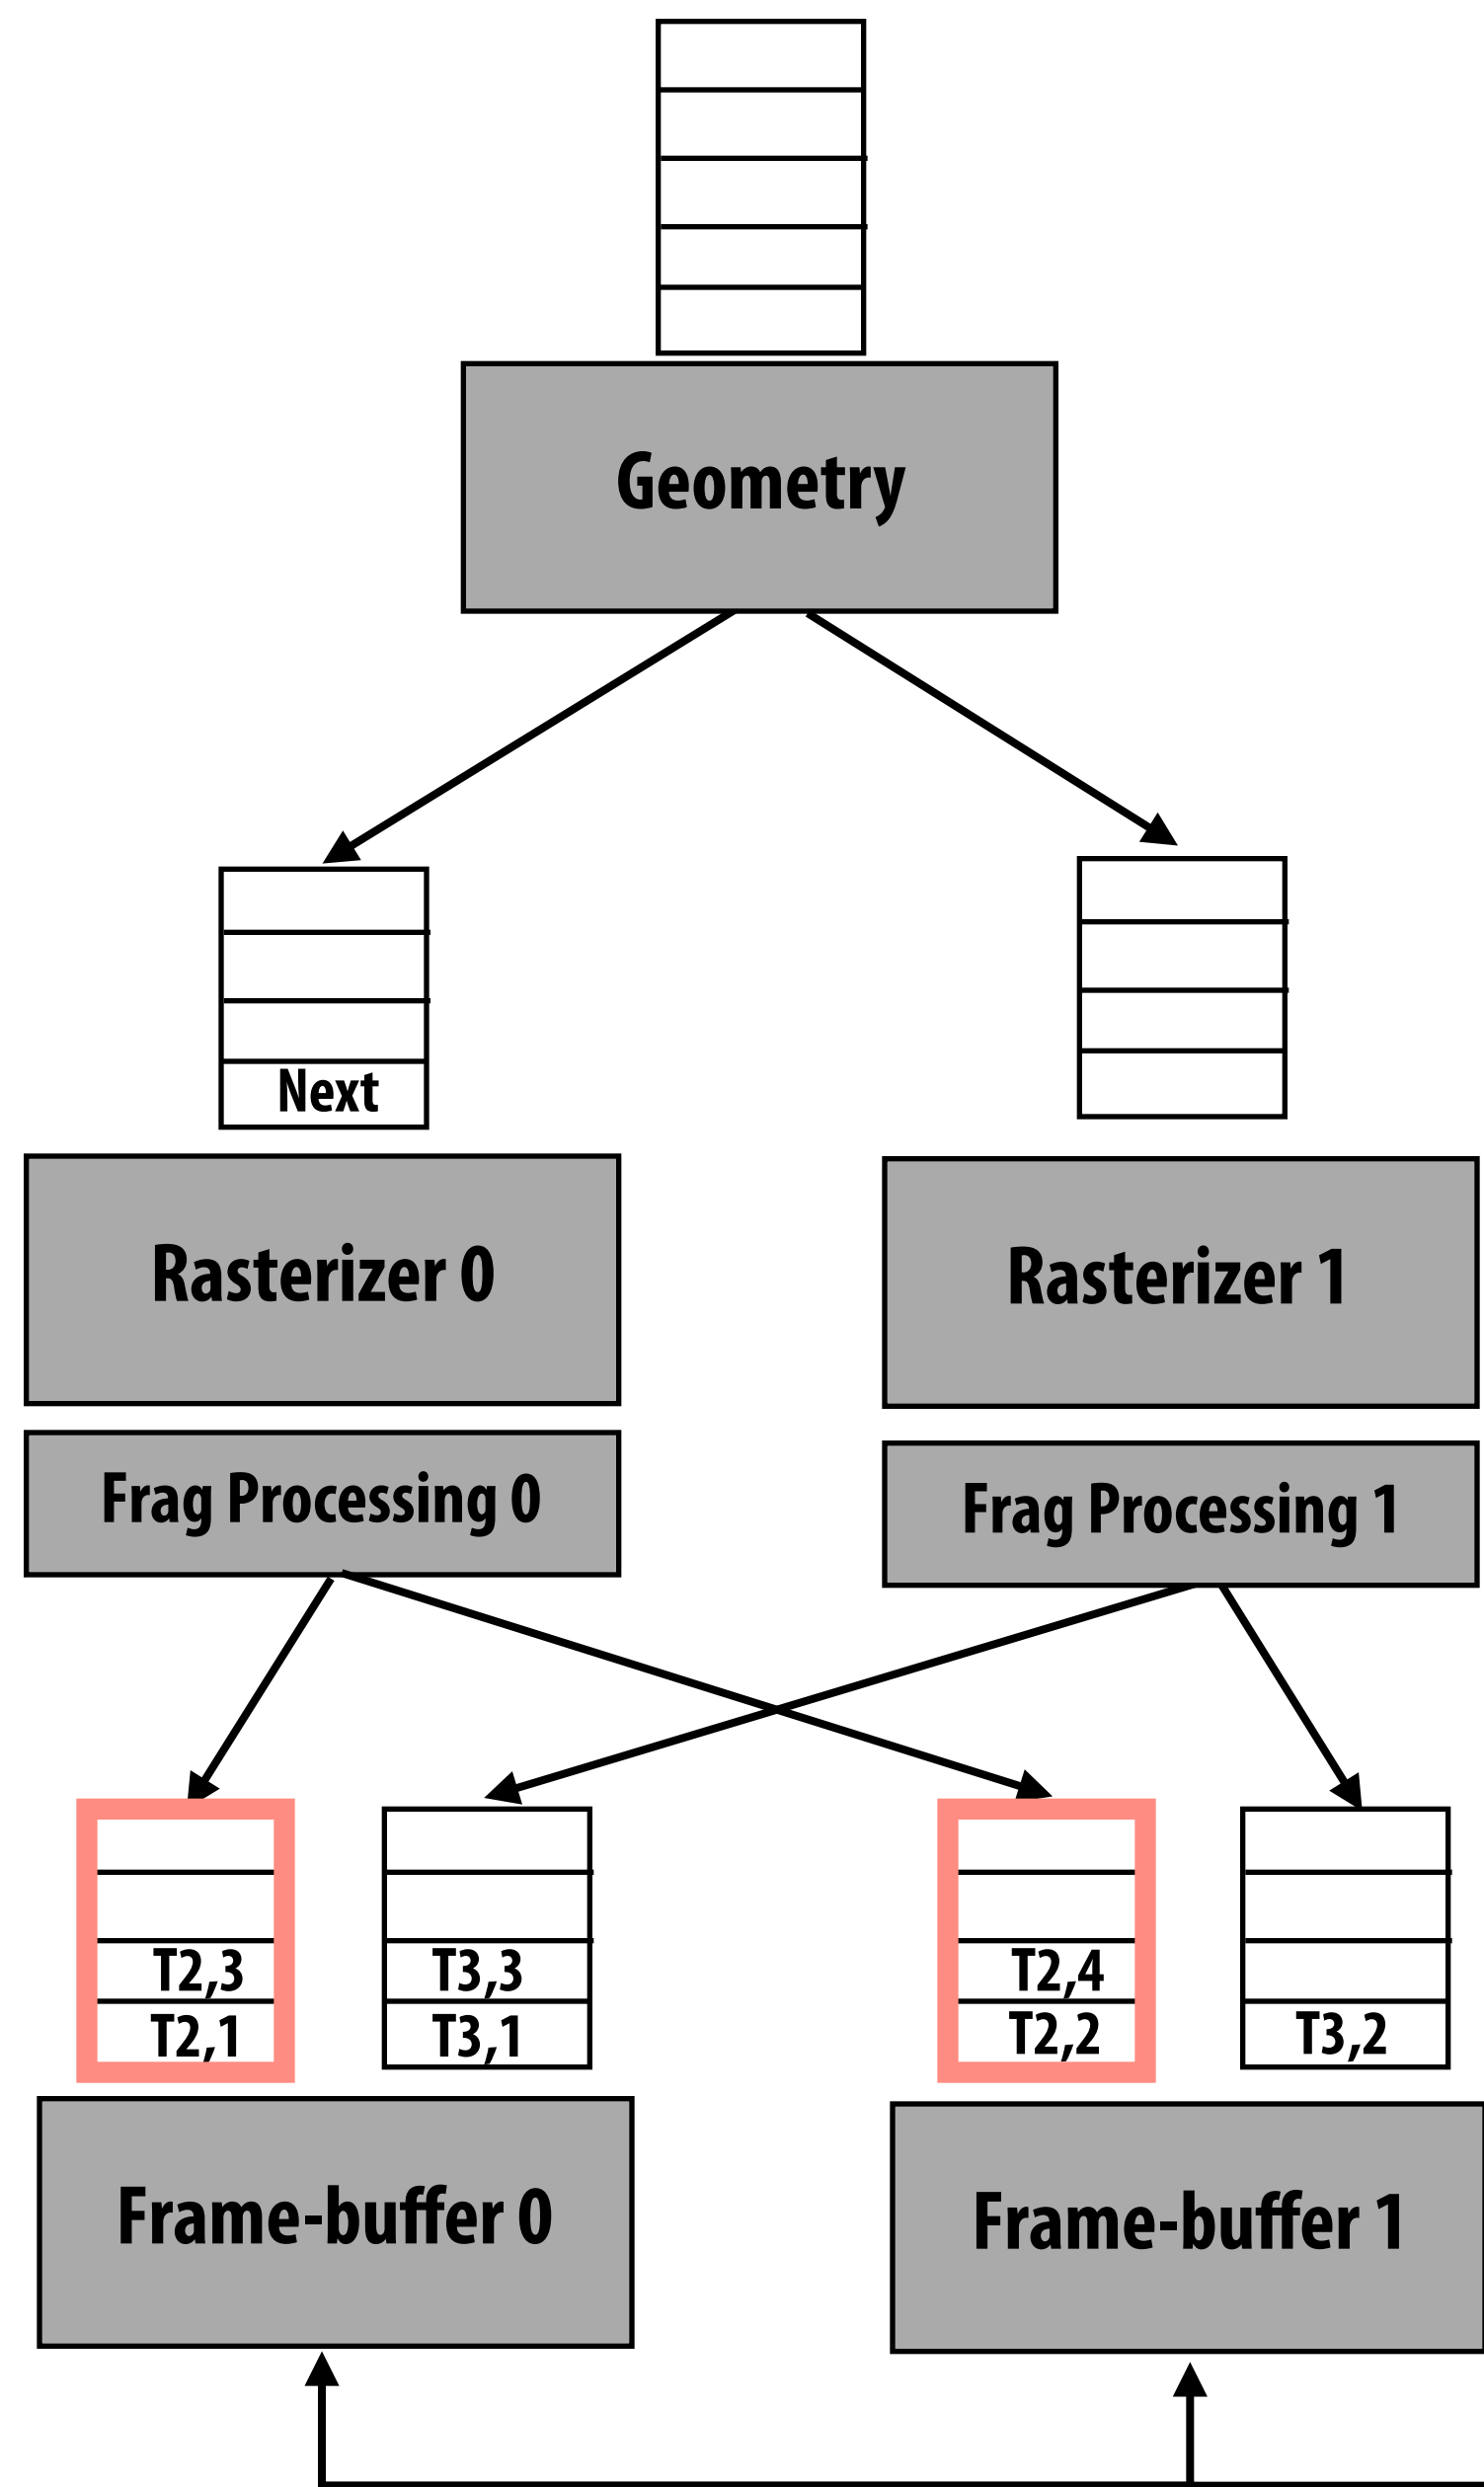 Geometry
Next
Rasterizer 0
Rasterizer 1
Frag Processing 0
Frag Processing 1
T2,3
T3,3
T2,4
T2,1
T3,1
T2,2
T3,2
Frame-buffer 0
Frame-buffer 1